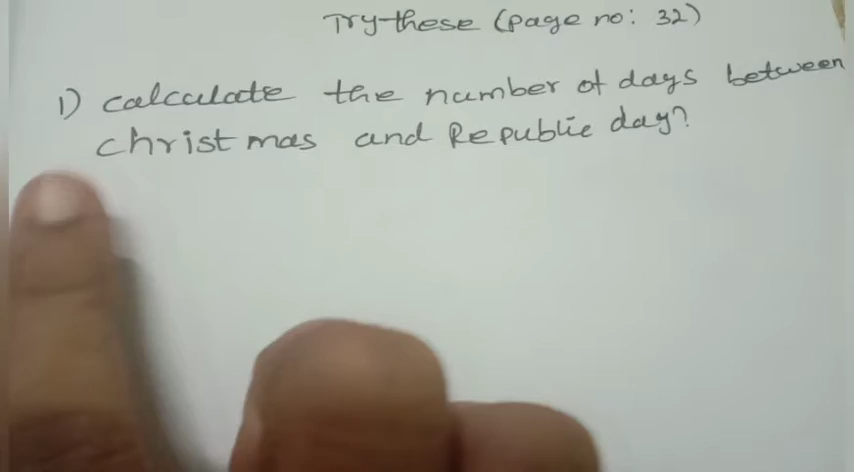 Try these (page no: 32)
1) calculate the number of days between
christmas and Republic day?